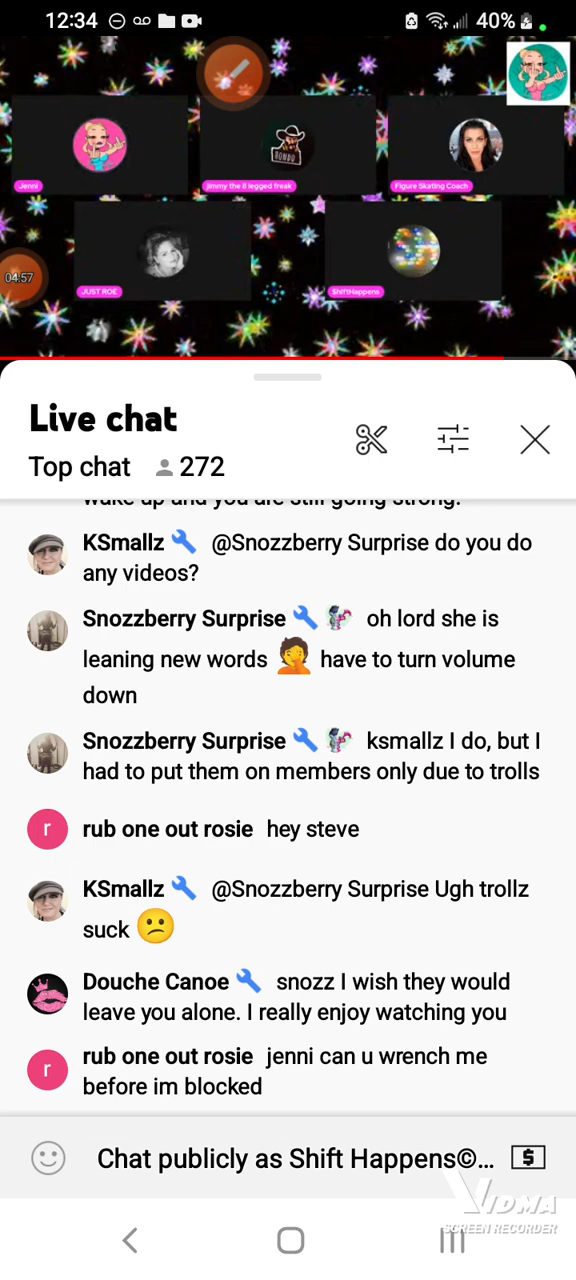 12:34
40%
BONDO
Jenni
jimmy the ll legged freak
Figure Skating Coach
04:57
JUST ROE
ShiftHappens
Live chat
Top chat 272
wake up and you are still going strong.
KSmallz @Snozzberry Surprise do you do
any videos?
Snozzberry Surprise oh lord she is
leaning new words have to turn volume
down
Snozzberry Surprise ksmallz I do, but I
had to put them on members only due to trolls
r rub one out rosie hey steve
KSmallz @Snozzberry Surprise Ugh trollz
suck
Douche Canoe snozz I wish they would
leave you alone. I really enjoy watching you
r rub one out rosie jenni can u wrench me
before im blocked
Chat publicly as Shift Happens©... $
VIDMA
SCREEN RECORDER